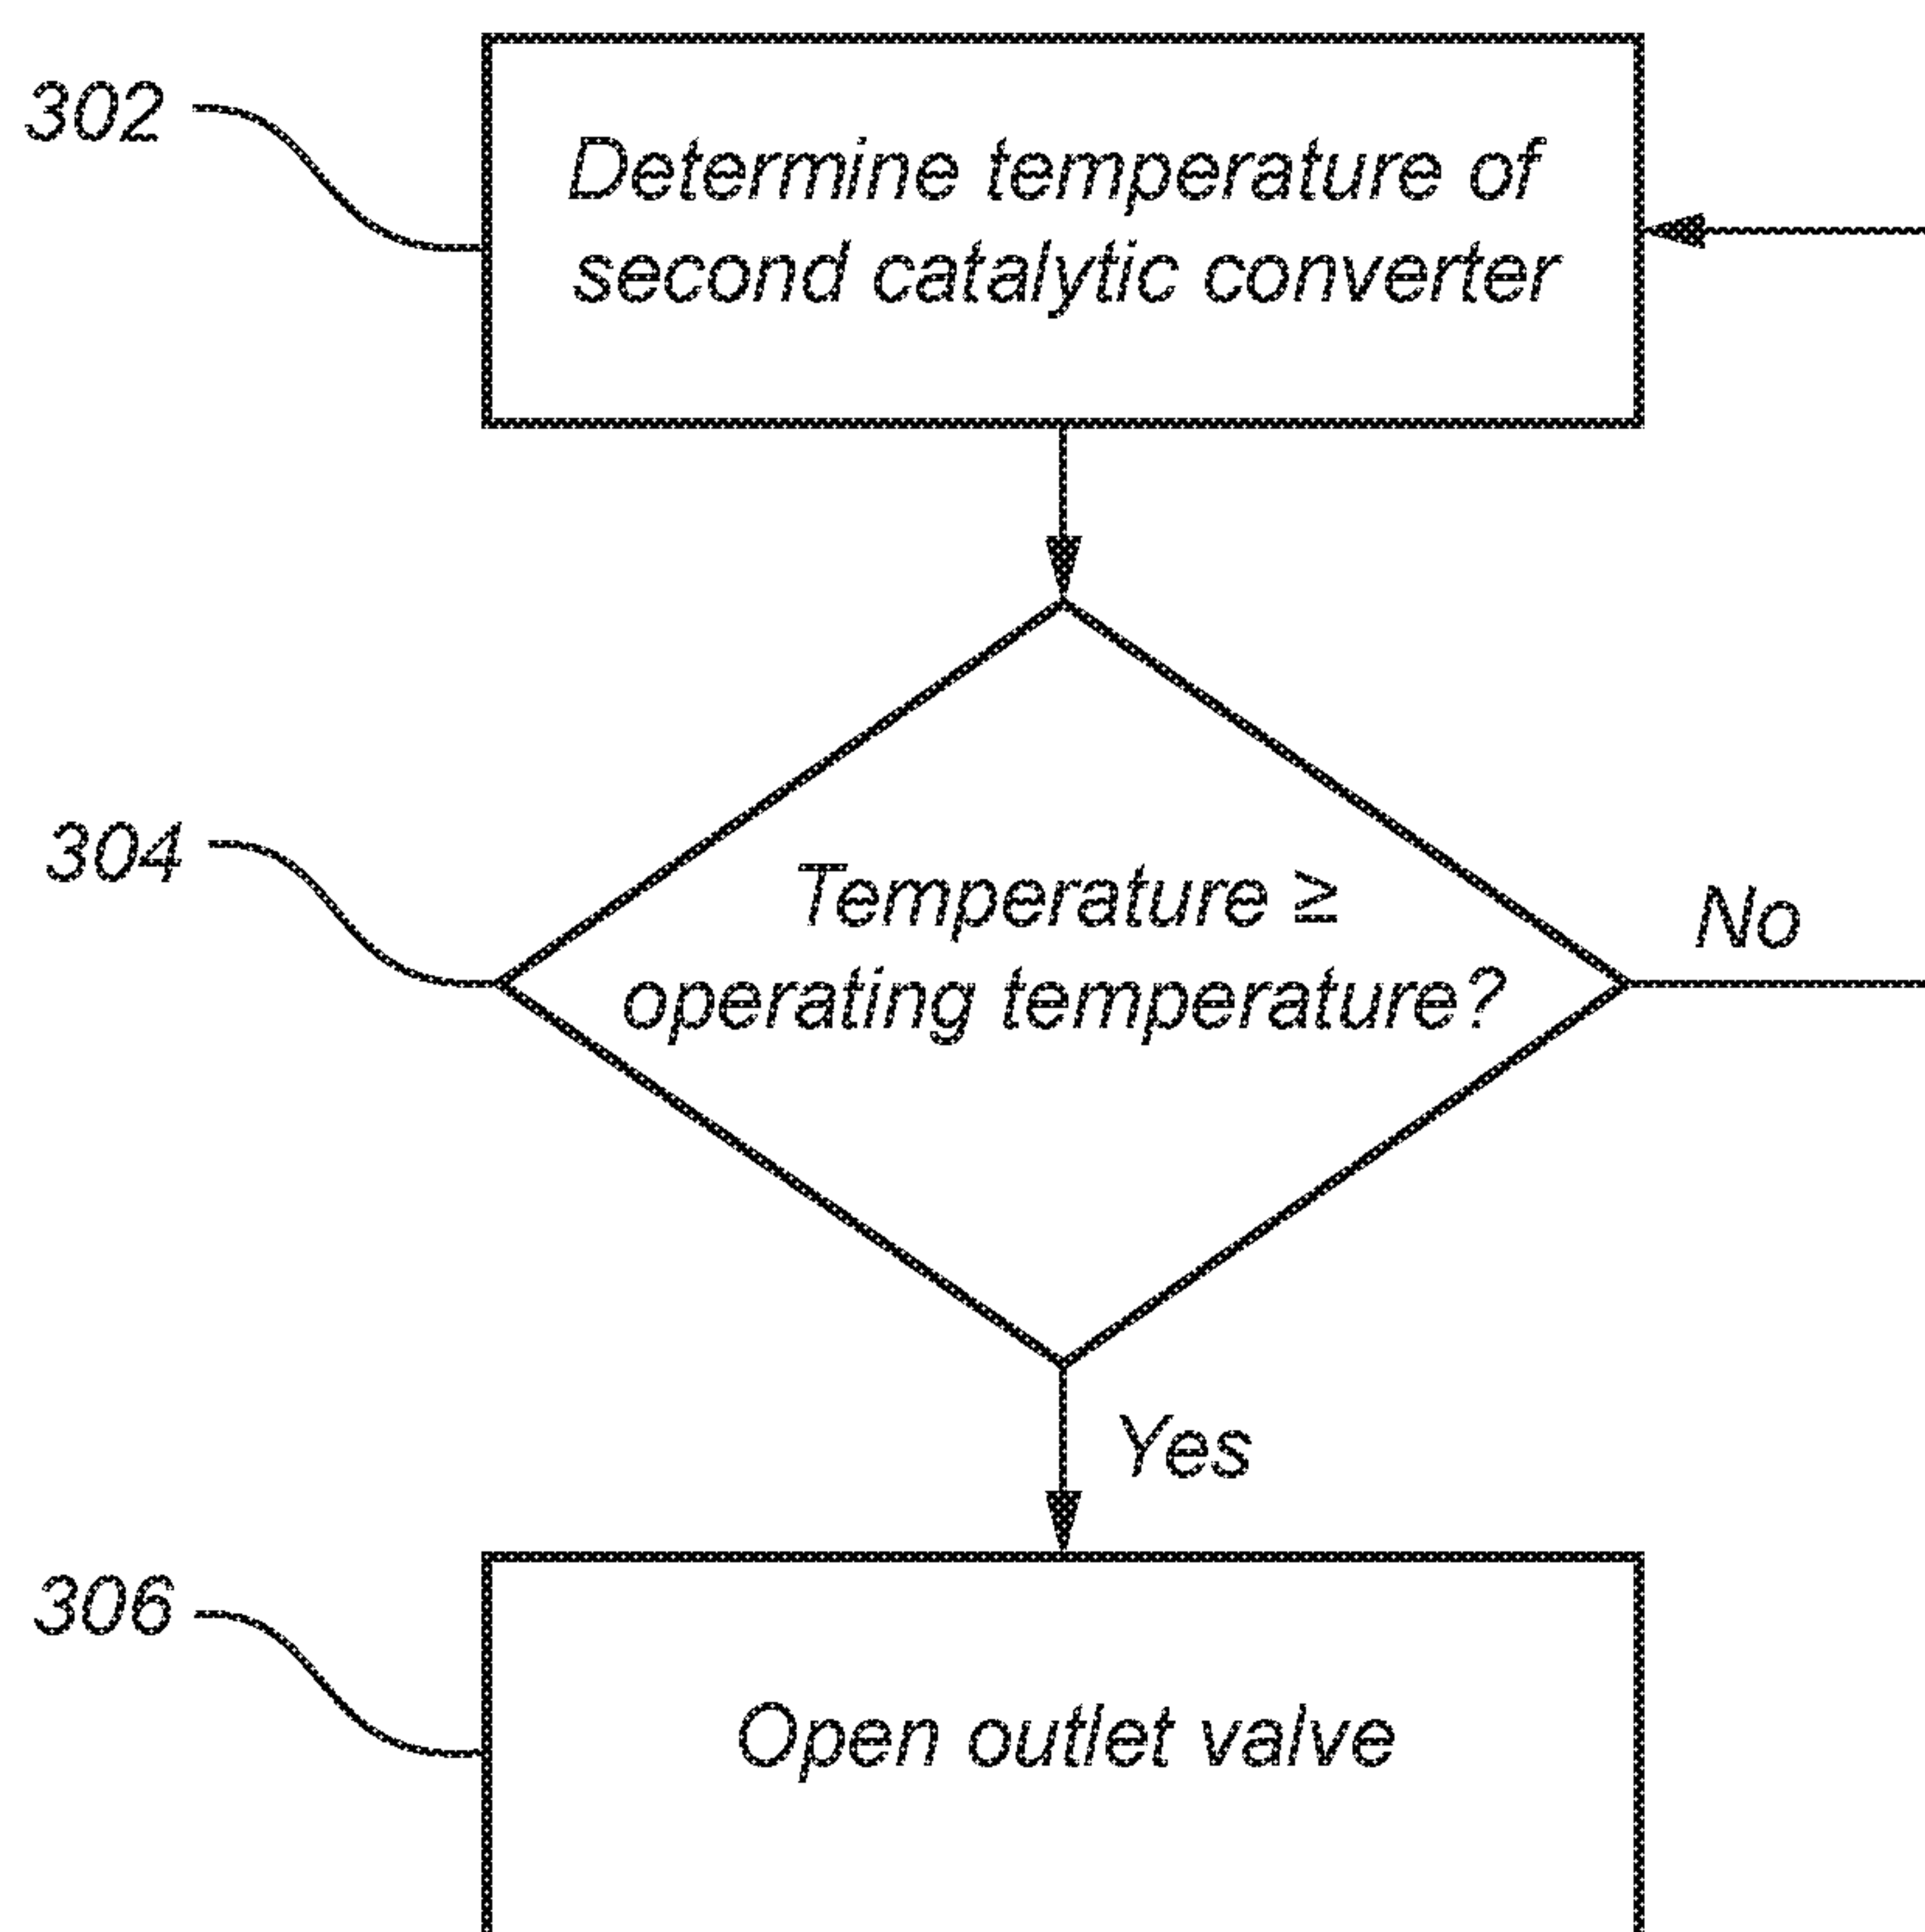 302
Determine temperature of
second catalytic converter
304
Temperature ≥
operating temperature?
No
Yes
306
Open outlet valve